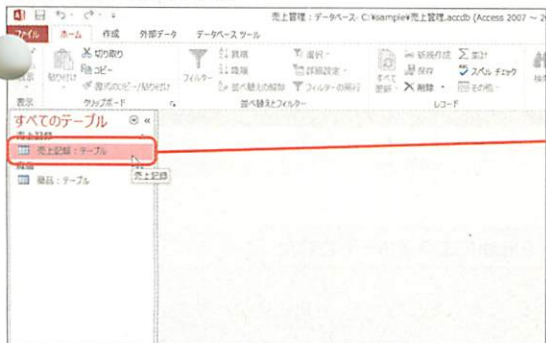 売上管理：データベース- C:¥sample¥売上管理.accdb (Access 2007 ～ 2
ファイル ホーム 作成 外部データ データベース ツール
表示 貼り付け 切り取り コピー 書式のコピー/貼り付け
フィルター 昇順 降順 並べ替えの解除 選択 詳細設定 フィルターの実行
すべて更新 新規作成 保存 削除 集計 スペル チェック その他 検索
表示 クリップボード 並べ替えとフィルター レコード
すべてのテーブル
売上記録
売上記録：テーブル
売上記録
商品
商品：テーブル